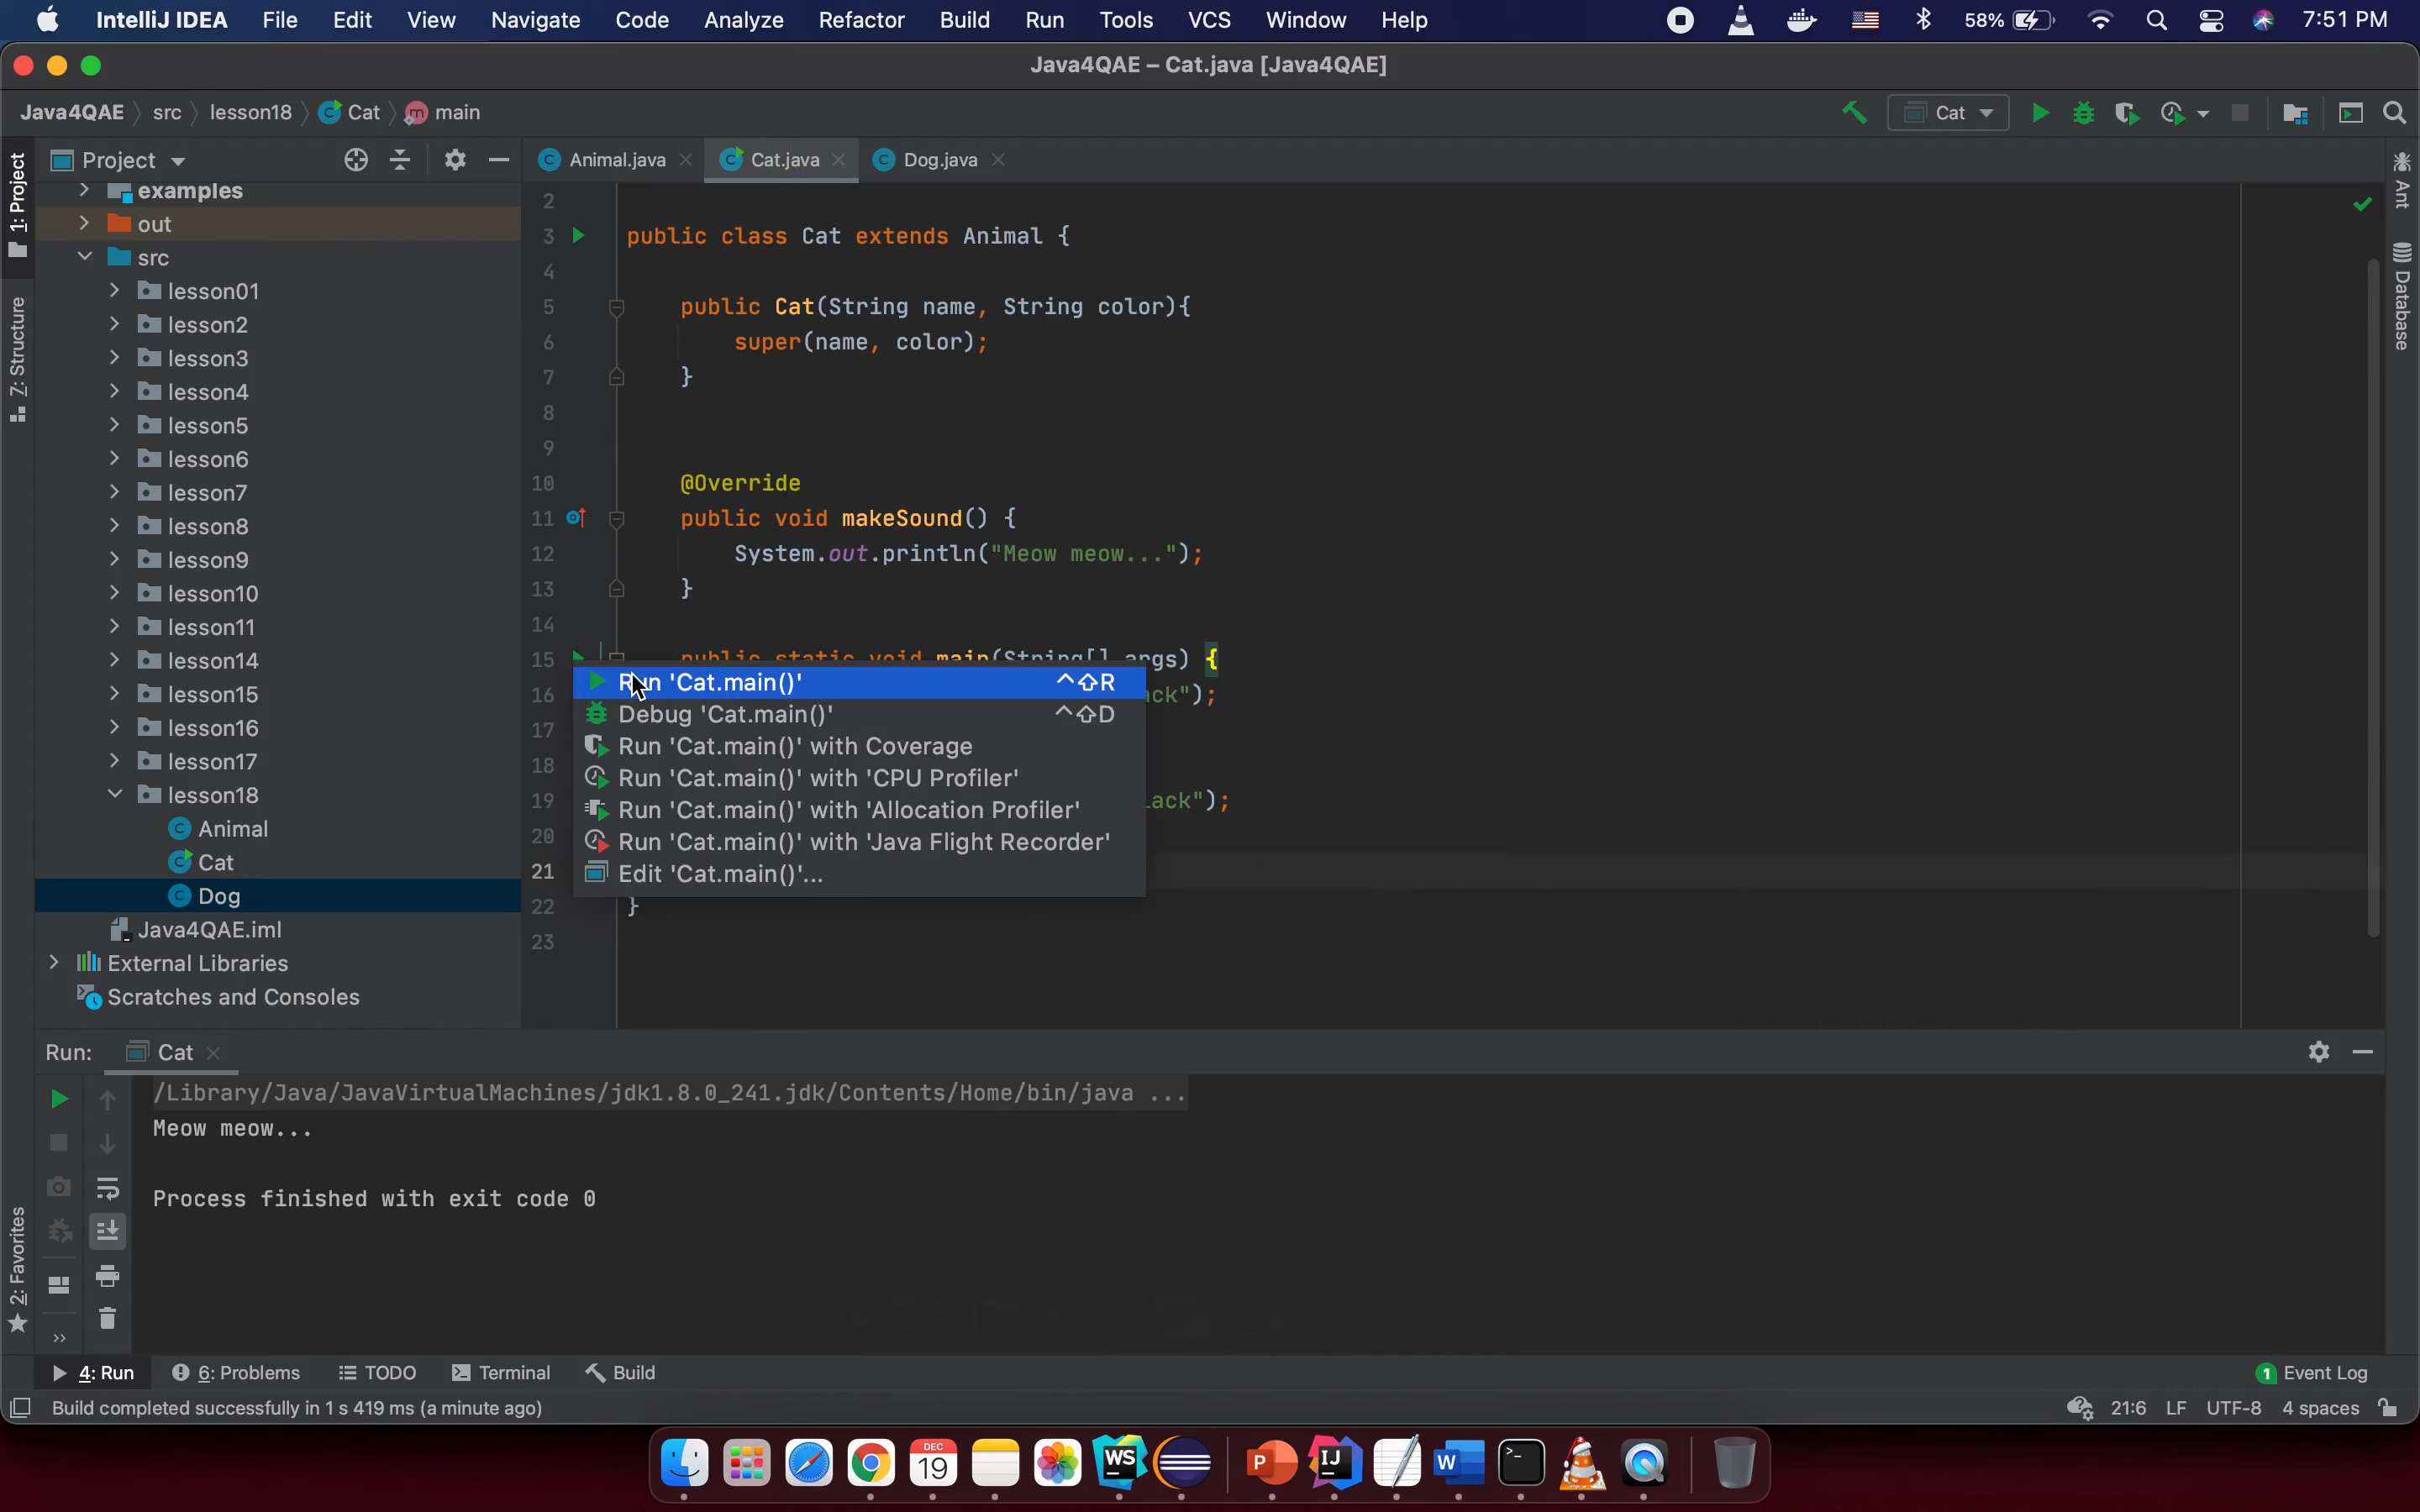 IntelliJ IDEA File Edit View Navigate Code Analyze Refactor Build Run Tools VCS Window Help 58% 7:51 PM
Java4QAE – Cat.java [Java4QAE]
Java4QAE src lesson18 Cat main Cat
Project Animal.java Cat.java Dog.java
1: Project
Z: Structure
2: Favorites
Ant
Database
examples
out
src
lesson01
lesson2
lesson3
lesson4
lesson5
lesson6
lesson7
lesson8
lesson9
lesson10
lesson11
lesson14
lesson15
lesson16
lesson17
lesson18
Animal
Cat
Dog
Java4QAE.iml
External Libraries
Scratches and Consoles
2
3 public class Cat extends Animal {
4
5 public Cat(String name, String color){
6 super(name, color);
7 }
8
9
10 @Override
11 public void makeSound() {
12 System.out.println("Meow meow...");
13 }
14
15 public static void main(String[] args) {
16 ck");
17
18
19 ack");
20
21
22 }
23
Run 'Cat.main()' ^⇧R
Debug 'Cat.main()' ^⇧D
Run 'Cat.main()' with Coverage
Run 'Cat.main()' with 'CPU Profiler'
Run 'Cat.main()' with 'Allocation Profiler'
Run 'Cat.main()' with 'Java Flight Recorder'
Edit 'Cat.main()'...
Run: Cat
/Library/Java/JavaVirtualMachines/jdk1.8.0_241.jdk/Contents/Home/bin/java ...
Meow meow...
Process finished with exit code 0
4: Run 6: Problems TODO Terminal Build 1 Event Log
Build completed successfully in 1 s 419 ms (a minute ago) 21:6 LF UTF-8 4 spaces
DEC
19
WS
P
IJ
W